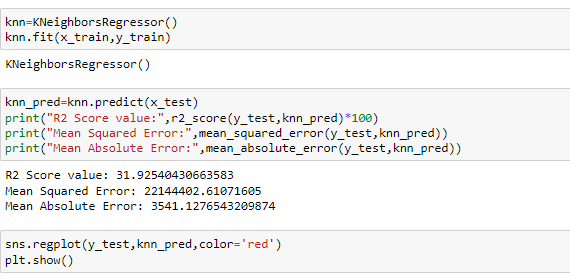 knn=KNeighborsRegressor()
knn.fit(x_train,y_train)
KNeighborsRegressor()
knn_pred=knn.predict(x_test)
print("R2 Score value:",r2_score(y_test,knn_pred)*100)
print("Mean Squared Error:",mean_squared_error(y_test,knn_pred))
print("Mean Absolute Error:",mean_absolute_error(y_test,knn_pred))
R2 Score value: 31.92540430663583
Mean Squared Error: 22144402.61071605
Mean Absolute Error: 3541.1276543209874
sns.regplot(y_test,knn_pred,color='red')
plt.show()